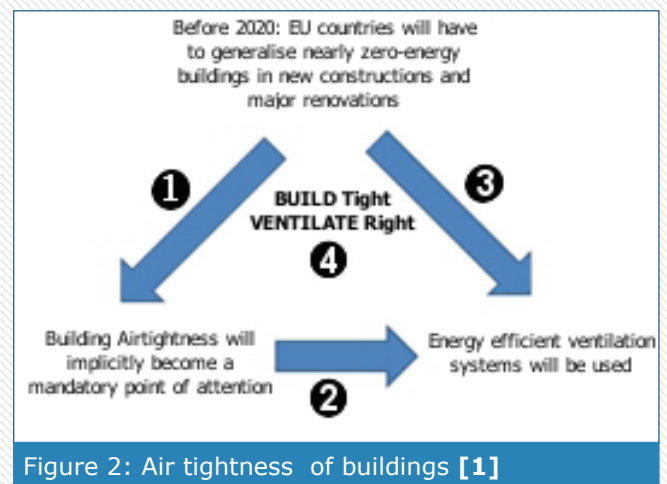 Before 2020: EU countries will have
to generalise nearly zero-energy
buildings in new constructions and
major renovations
1
3
BUILD Tight
VENTILATE Right
4
Building Airtightness will
implicitly become a
mandatory point of attention
2
Energy efficient ventilation
systems will be used
Figure 2: Air tightness of buildings [1]